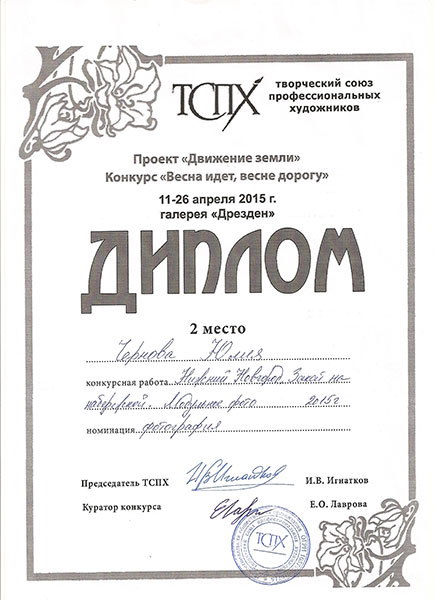 ТСПХ
творческий союз
профессиональных
художников
Проект «Движение земли»
Конкурс «Весна идет, весне дорогу»
11-26 апреля 2015 г.
галерея «Дрезден»
ДИПЛОМ
2 место
Чернова Юлия
конкурсная работа Нижний Новгород. Закат на
набережной. фото 2015г
номинация фотография
Председатель ТСПХ И.В. Игнатков
Куратор конкурса Е.О. Лаврова
ТСПХ